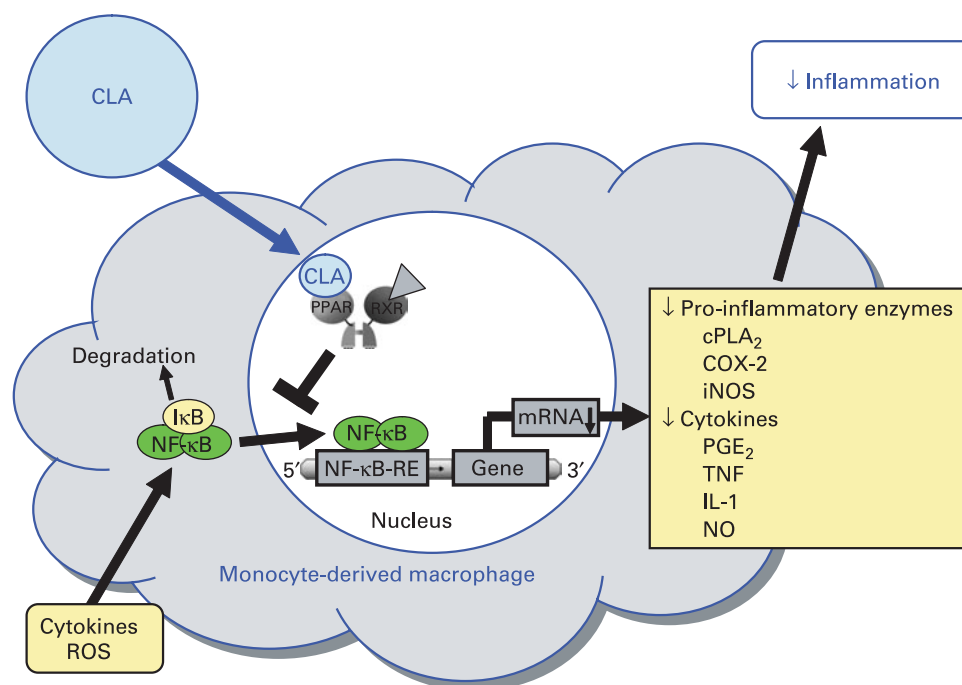 CLA
↓ Inflammation
CLA
PPAR
RXR
Degradation
IκB
NF-κB
NF-κB
mRNA↓
5′
NF-κB-RE
Gene
3′
Nucleus
Monocyte-derived macrophage
Cytokines
ROS
↓ Pro-inflammatory enzymes
cPLA₂
COX-2
iNOS
↓ Cytokines
PGE₂
TNF
IL-1
NO